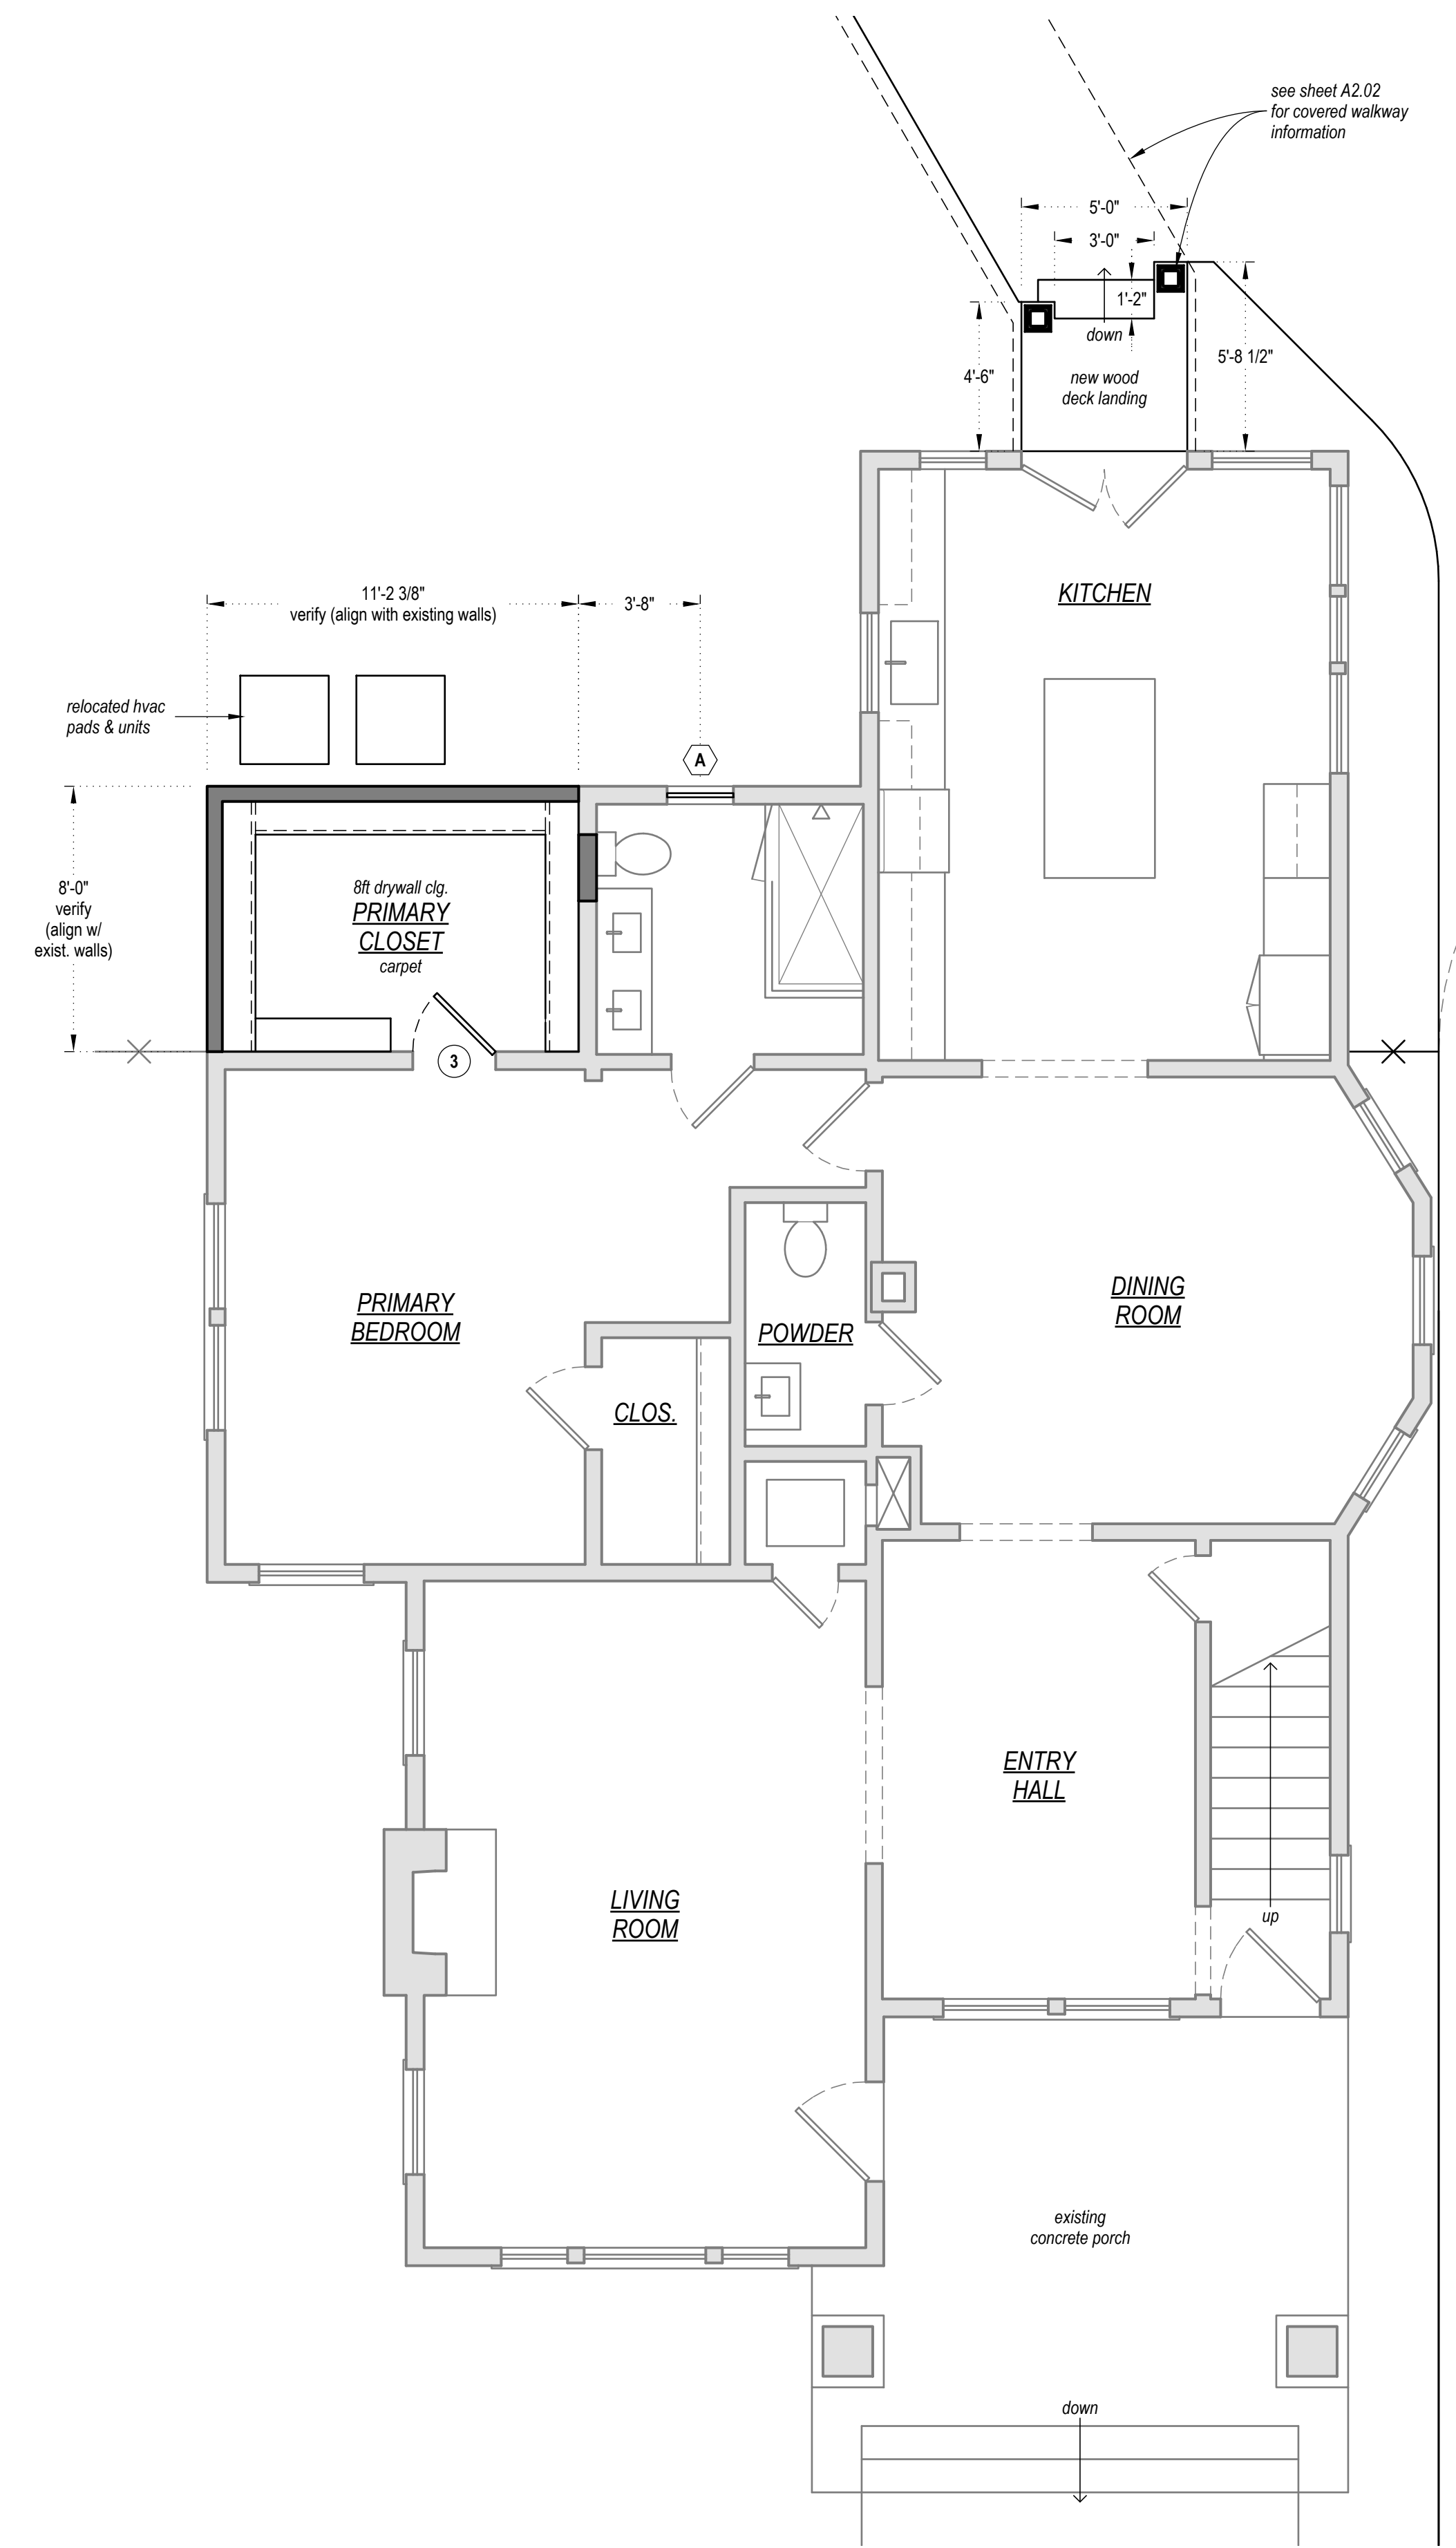 see sheet A2.02
for covered walkway
information
5'-0"
3'-0"
1'-2"
down
4'-6"
5'-8 1/2"
new wood
deck landing
KITCHEN
11'-2 3/8"
verify (align with existing walls)
3'-8"
relocated hvac
pads & units
A
8'-0"
verify
(align w/
exist. walls)
8ft drywall clg.
PRIMARY
CLOSET
carpet
3
PRIMARY
BEDROOM
DINING
ROOM
POWDER
CLOS.
ENTRY
HALL
LIVING
ROOM
up
existing
concrete porch
down